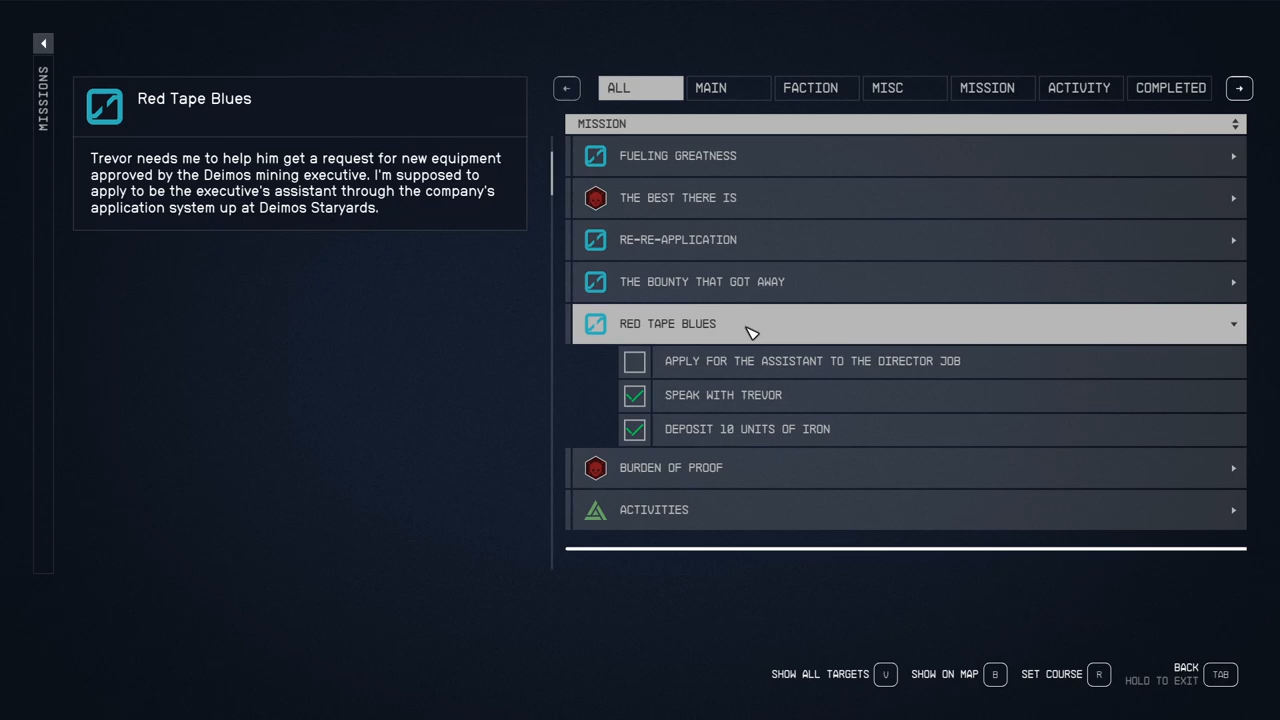 MISSIONS
Red Tape Blues
Trevor needs me to help him get a request for new equipment
approved by the Deimos mining executive. I'm supposed to
apply to be the executive's assistant through the company's
application system up at Deimos Staryards.
ALL
MAIN
FACTION
MISC
MISSION
ACTIVITY
COMPLETED
MISSION
FUELING GREATNESS
THE BEST THERE IS
RE-RE-APPLICATION
THE BOUNTY THAT GOT AWAY
RED TAPE BLUES
APPLY FOR THE ASSISTANT TO THE DIRECTOR JOB
SPEAK WITH TREVOR
DEPOSIT 10 UNITS OF IRON
BURDEN OF PROOF
ACTIVITIES
SHOW ALL TARGETS V
SHOW ON MAP B
SET COURSE R
BACK
HOLD TO EXIT
TAB